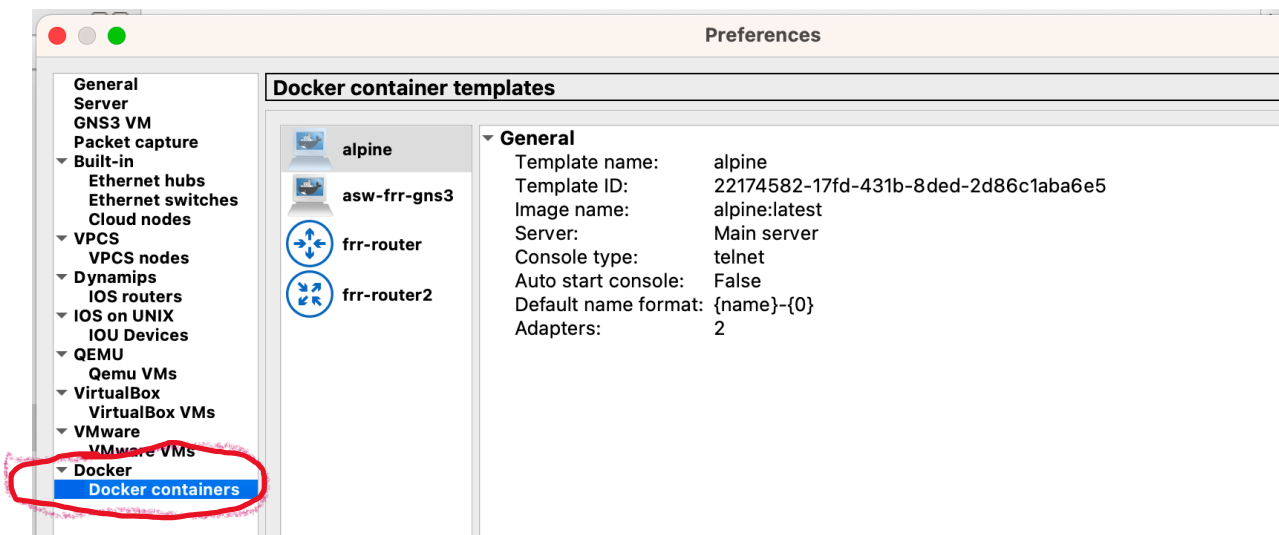 Preferences
General
Server
GNS3 VM
Packet capture
Built-in
Ethernet hubs
Ethernet switches
Cloud nodes
VPCS
VPCS nodes
Dynamips
IOS routers
IOS on UNIX
IOU Devices
QEMU
Qemu VMs
VirtualBox
VirtualBox VMs
VMware
VMware VMs
Docker
Docker containers
Docker container templates
alpine
asw-frr-gns3
frr-router
frr-router2
General
Template name: alpine
Template ID: 22174582-17fd-431b-8ded-2d86c1aba6e5
Image name: alpine:latest
Server: Main server
Console type: telnet
Auto start console: False
Default name format: {name}-{0}
Adapters: 2